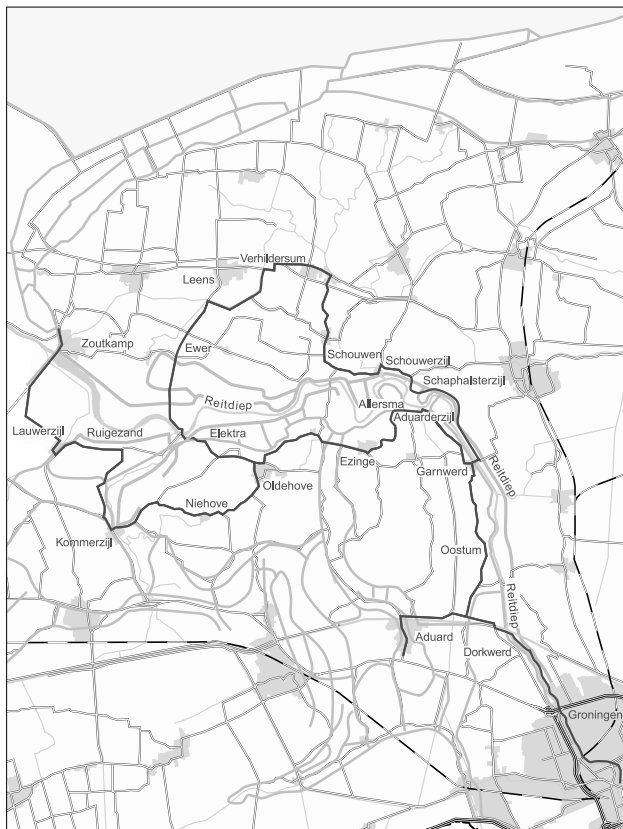 Verhildersum
Leens
Zoutkamp
Ewer
Schouwen
Schouwerzijl
Schaphalsterzijl
Reitdiep
Allersma
Aduarderzijl
Lauwerzijl
Ruigezand
Elektra
Ezinge
Garnwerd
Reitdiep
Oldehove
Niehove
Kommerzijl
Oostum
Reitdiep
Aduard
Dorkwerd
Groningen